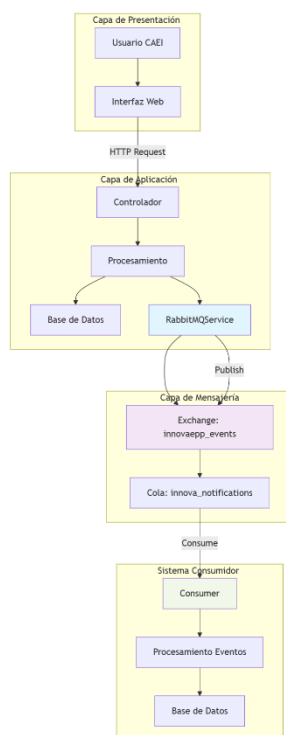 Capa de Presentación
Usuario CAEI
Interfaz Web
HTTP Request
Capa de Aplicación
Controlador
Procesamiento
Base de Datos
RabbitMQService
Publish
Capa de Mensajería
Exchange:
innovaepp_events
Cola: innova_notifications
Consume
Sistema Consumidor
Consumer
Procesamiento Eventos
Base de Datos